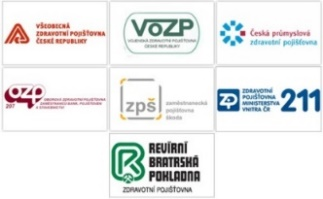 VŠEOBECNÁ
ZDRAVOTNÍ POJIŠŤOVNA
ČESKÉ REPUBLIKY
VoZP
VOJENSKÁ ZDRAVOTNÍ POJIŠŤOVNA
ČESKÉ REPUBLIKY
Česká průmyslová
zdravotní pojišťovna
ozp
207
OBOROVÁ ZDRAVOTNÍ POJIŠŤOVNA
ZAMĚSTNANCŮ BANK, POJIŠŤOVEN
A STAVEBNICTVÍ
zpš
zaměstnanecká
pojišťovna
škoda
ZP
ZDRAVOTNÍ
POJIŠŤOVNA
MINISTERSTVA
VNITRA ČR
211
REVÍRNÍ
BRATRSKÁ
POKLADNA
ZDRAVOTNÍ POJIŠŤOVNA